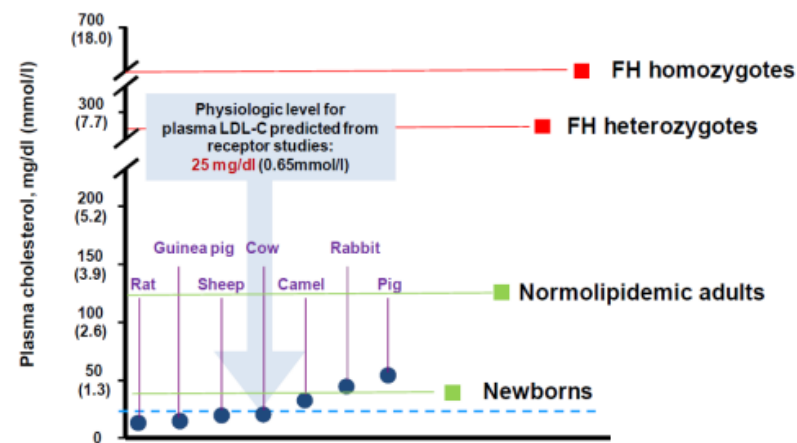 Plasma cholesterol, mg/dl (mmol/l)
700
(18.0)
FH homozygotes
300
(7.7)
FH heterozygotes
Physiologic level for
plasma LDL-C predicted from
receptor studies:
25 mg/dl (0.65mmol/l)
200
(5.2)
150
(3.9)
Guinea pig Cow Rabbit
Rat Sheep Camel Pig
Normolipidemic adults
100
(2.6)
50
(1.3)
Newborns
0